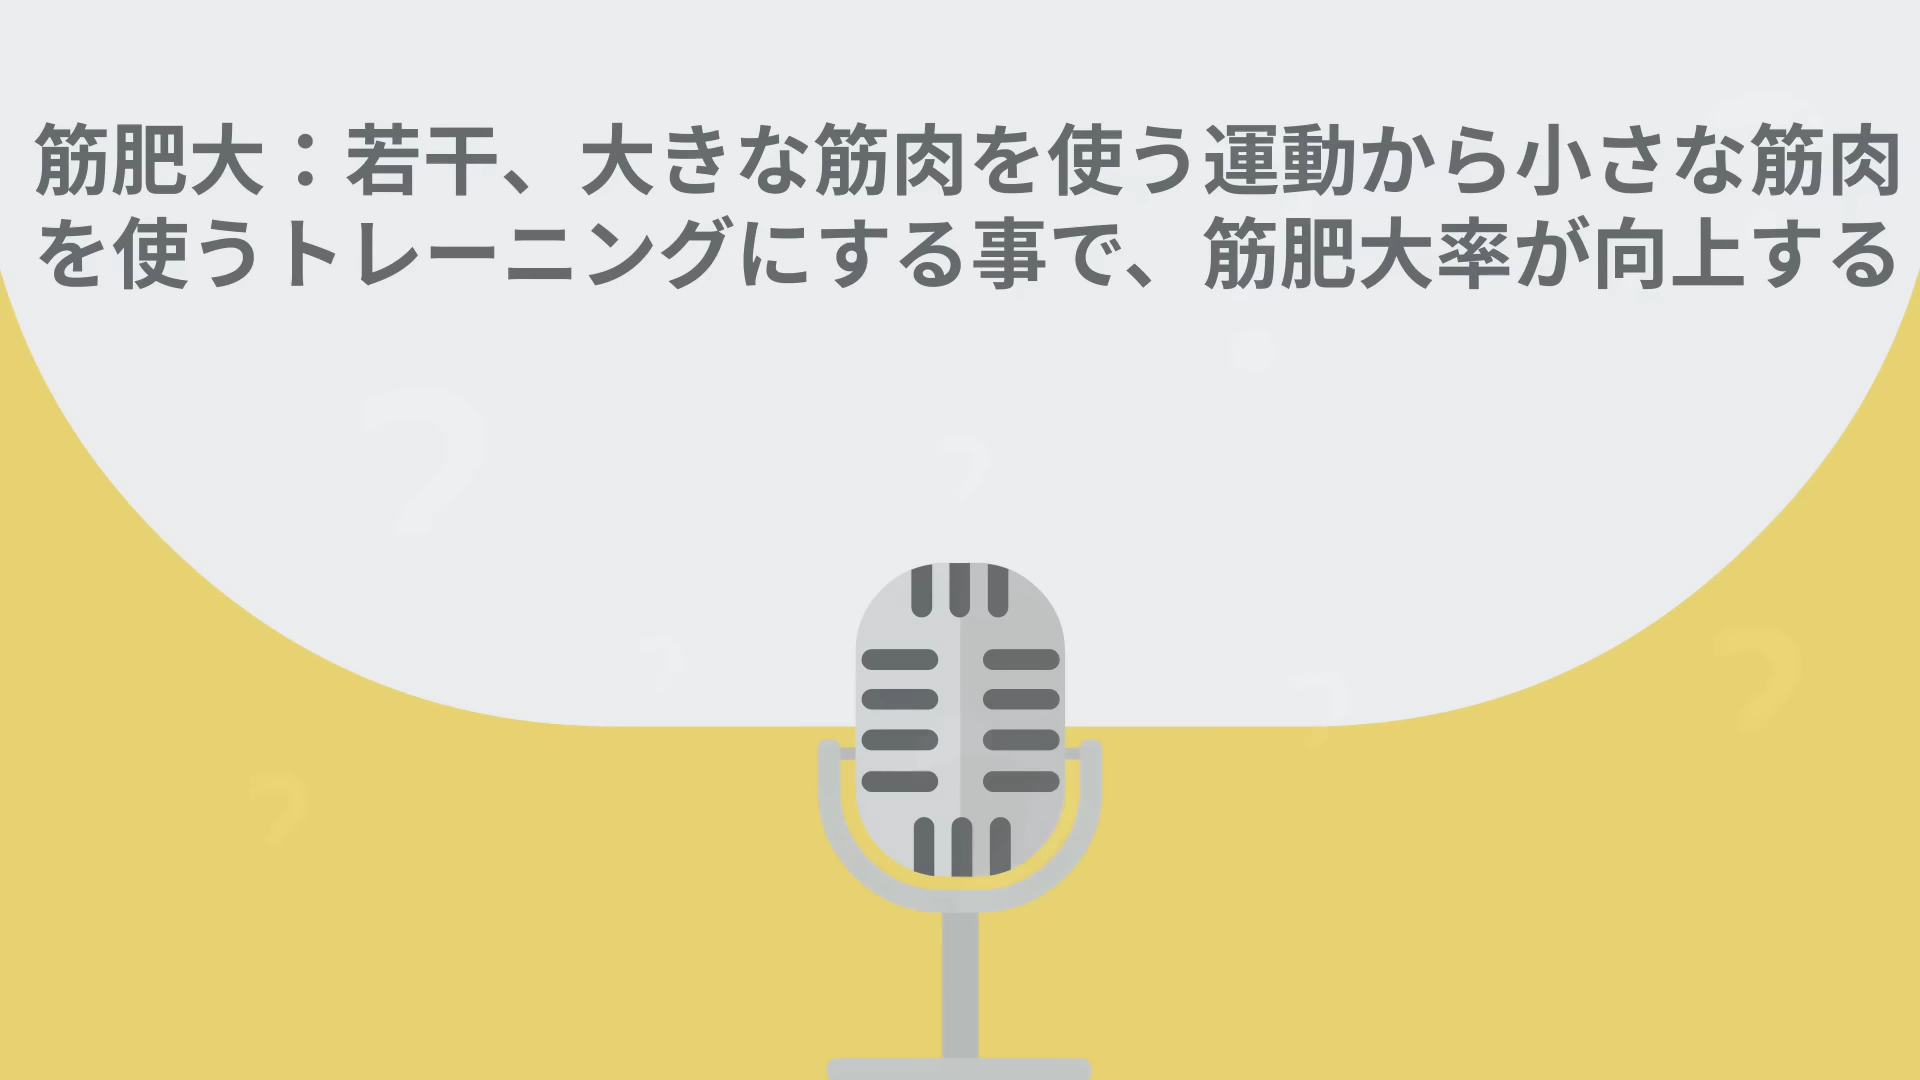 筋肥大：若干、大きな筋肉を使う運動から小さな筋肉
を使うトレーニングにする事で、筋肥大率が向上する